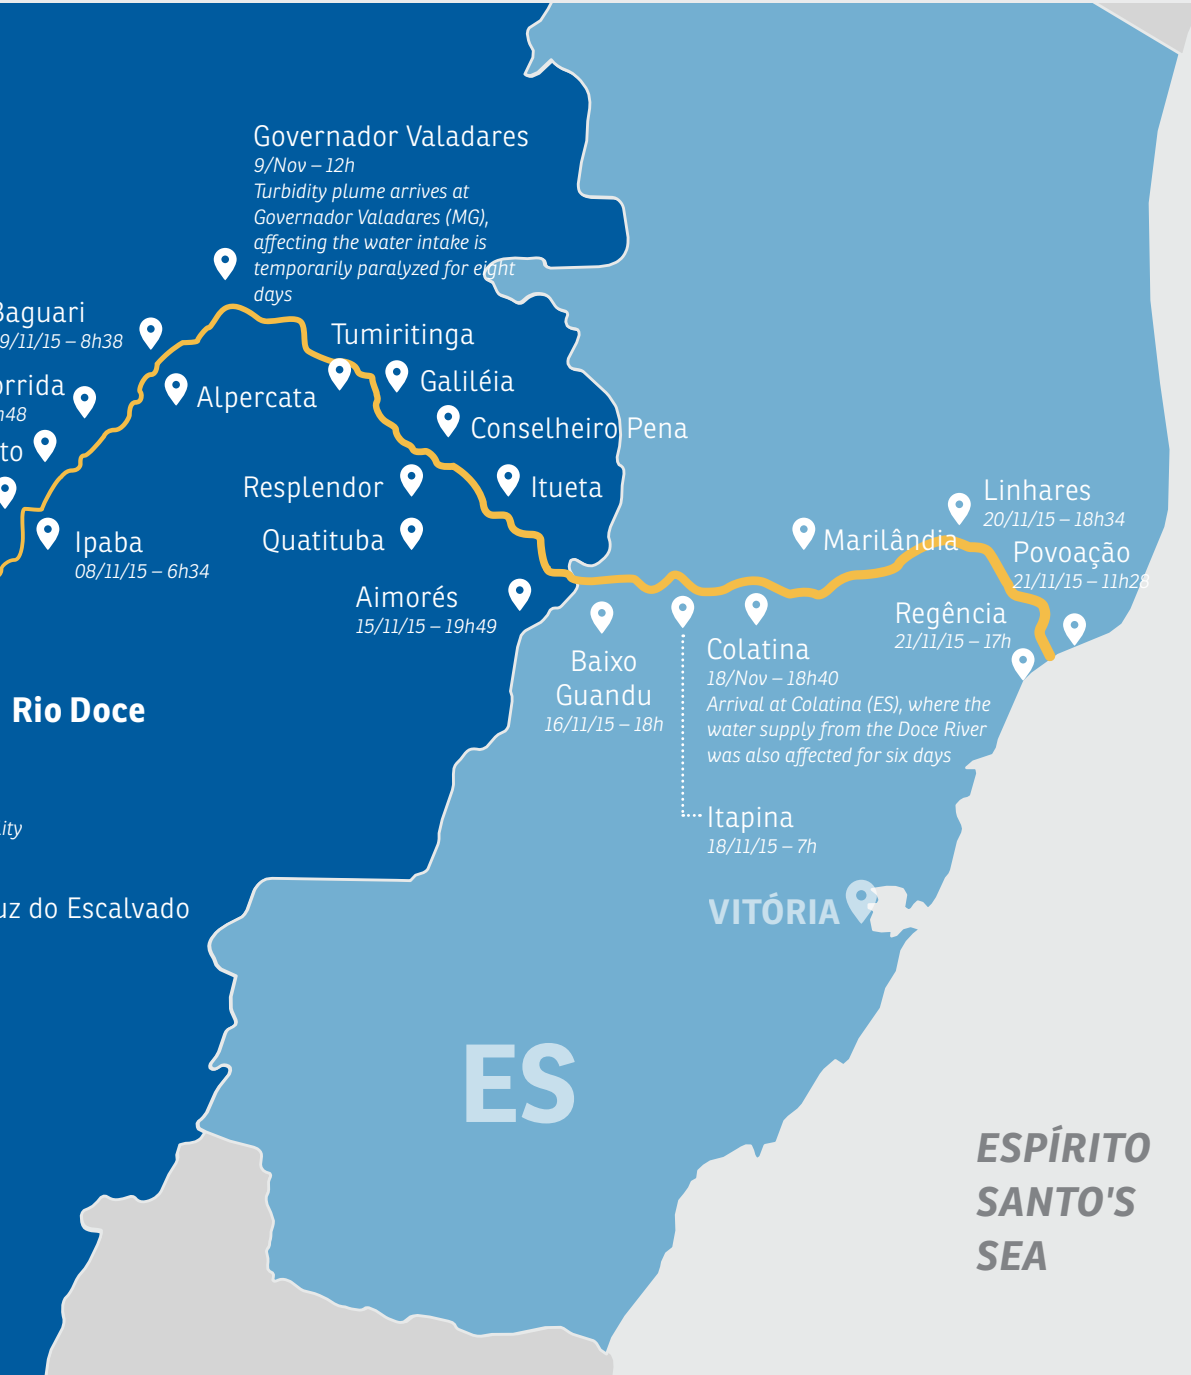 Governador Valadares
9/Nov – 12h
Turbidity plume arrives at
Governador Valadares (MG),
affecting the water intake is
temporarily paralyzed for eight
days
Baguari
9/11/15 – 8h38
Tumiritinga
Galiléia
Alpercata
Conselheiro Pena
Resplendor
Itueta
Quatituba
Ipaba
08/11/15 – 6h34
Aimorés
15/11/15 – 19h49
Linhares
20/11/15 – 18h34
Marilândia
Povoação
21/11/15 – 11h28
Regência
21/11/15 – 17h
Baixo
Guandu
16/11/15 – 18h
Colatina
18/Nov – 18h40
Arrival at Colatina (ES), where the
water supply from the Doce River
was also affected for six days
Itapina
18/11/15 – 7h
Rio Doce
uz do Escalvado
VITÓRIA
ES
ESPÍRITO
SANTO'S
SEA